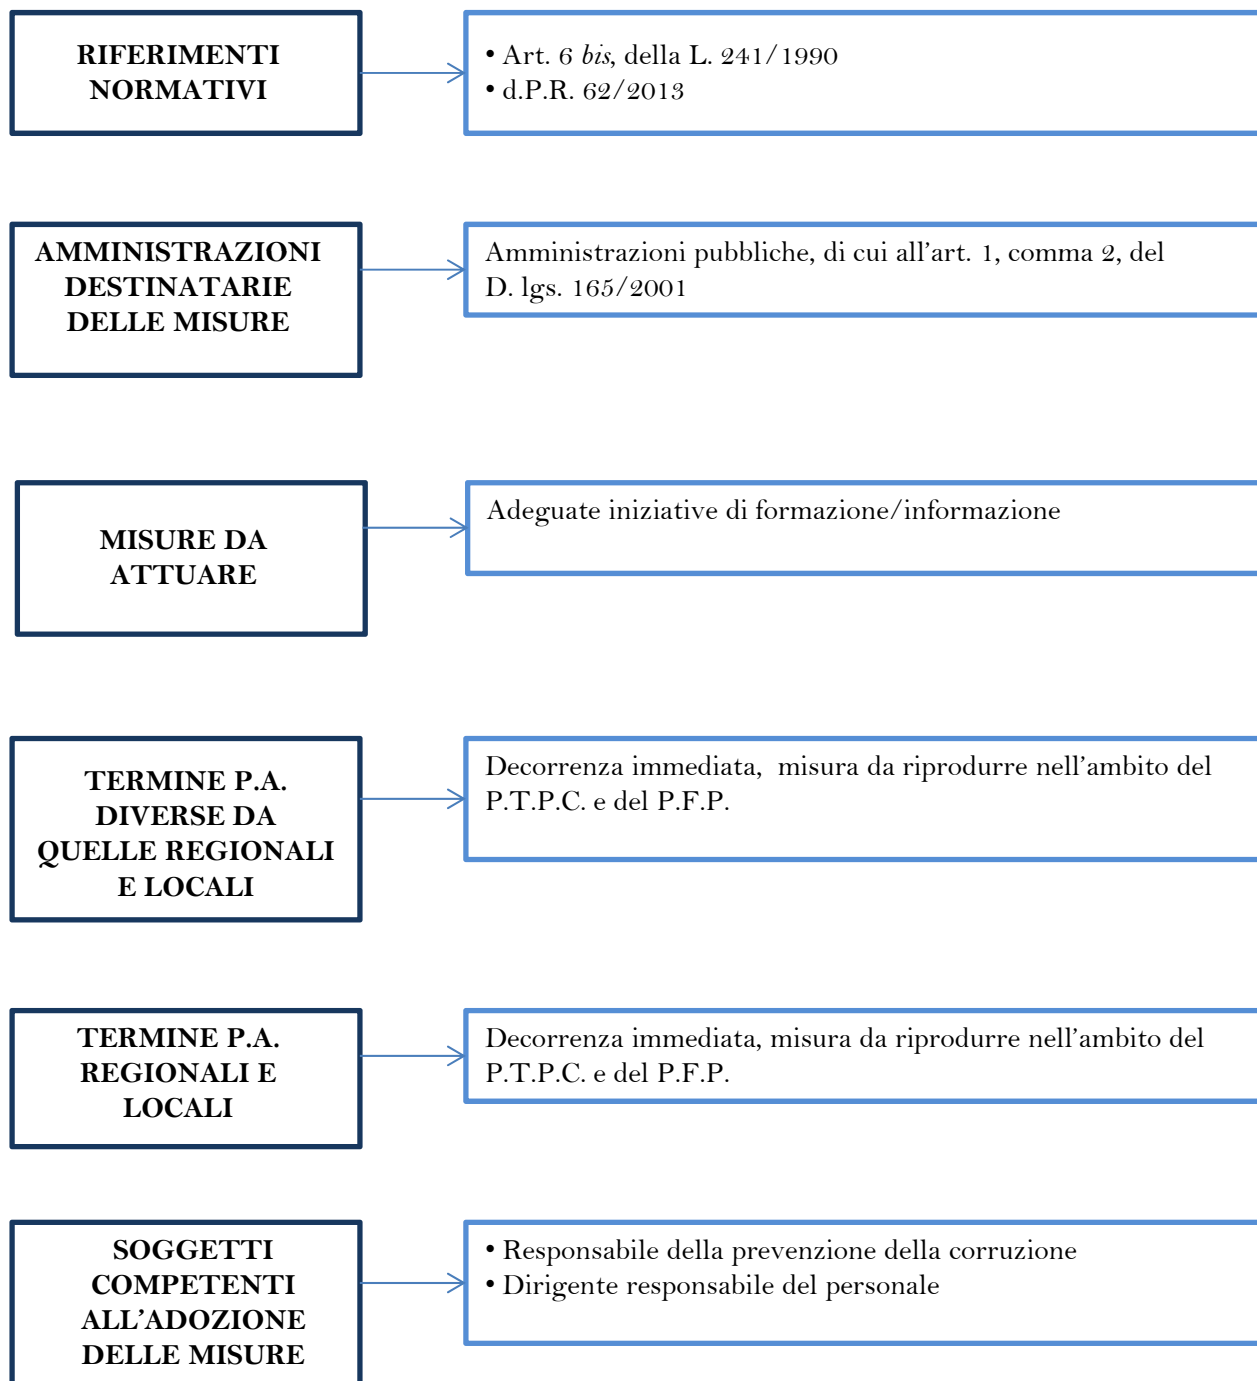 RIFERIMENTI
NORMATIVI
• Art. 6 bis, della L. 241/1990
• d.P.R. 62/2013
AMMINISTRAZIONI
DESTINATARIE
DELLE MISURE
Amministrazioni pubbliche, di cui all’art. 1, comma 2, del
D. lgs. 165/2001
MISURE DA
ATTUARE
Adeguate iniziative di formazione/informazione
TERMINE P.A.
DIVERSE DA
QUELLE REGIONALI
E LOCALI
Decorrenza immediata, misura da riprodurre nell’ambito del
P.T.P.C. e del P.F.P.
TERMINE P.A.
REGIONALI E
LOCALI
Decorrenza immediata, misura da riprodurre nell’ambito del
P.T.P.C. e del P.F.P.
SOGGETTI
COMPETENTI
ALL’ADOZIONE
DELLE MISURE
• Responsabile della prevenzione della corruzione
• Dirigente responsabile del personale